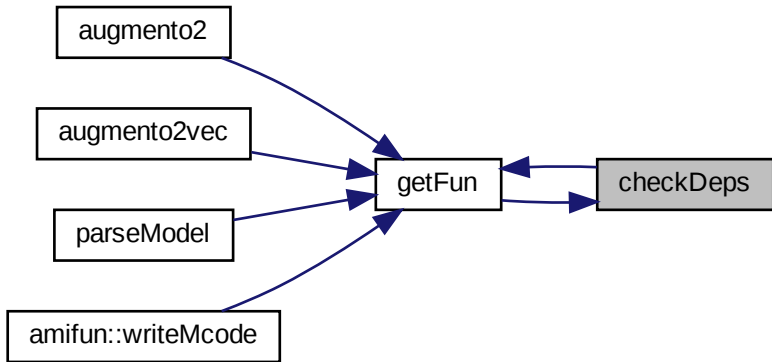 augmento2
augmento2vec
getFun
checkDeps
parseModel
amifun::writeMcode